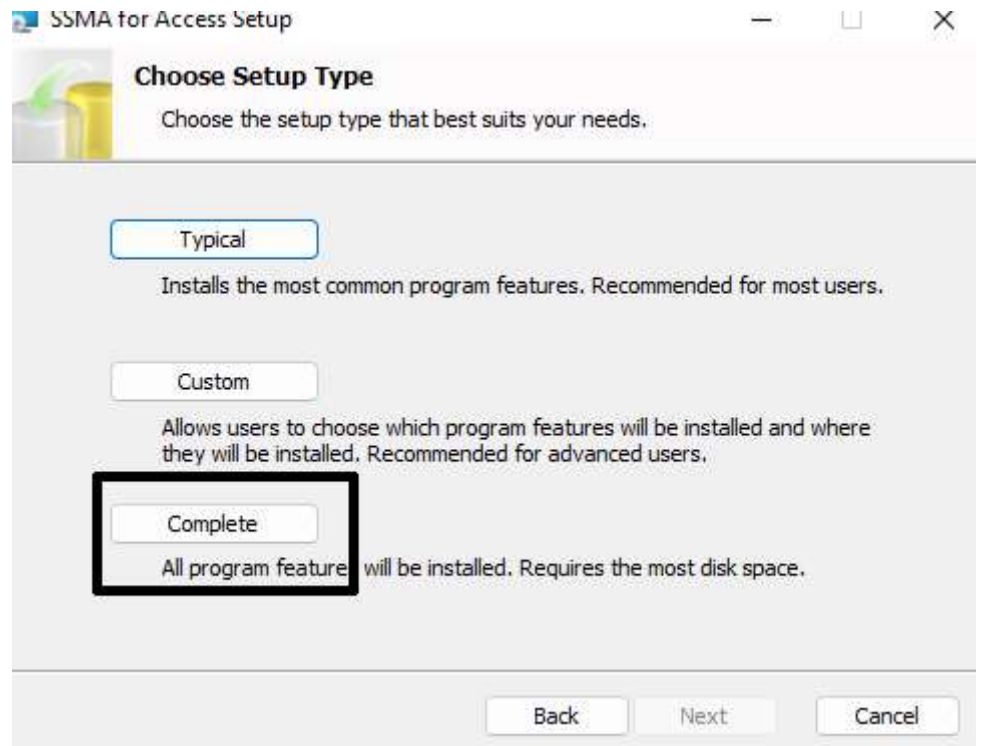 SSMA for Access Setup
Choose Setup Type
Choose the setup type that best suits your needs.
Typical
Installs the most common program features. Recommended for most users.
Custom
Allows users to choose which program features will be installed and where
they will be installed. Recommended for advanced users.
Complete
All program feature will be installed. Requires the most disk space.
Back Next Cancel